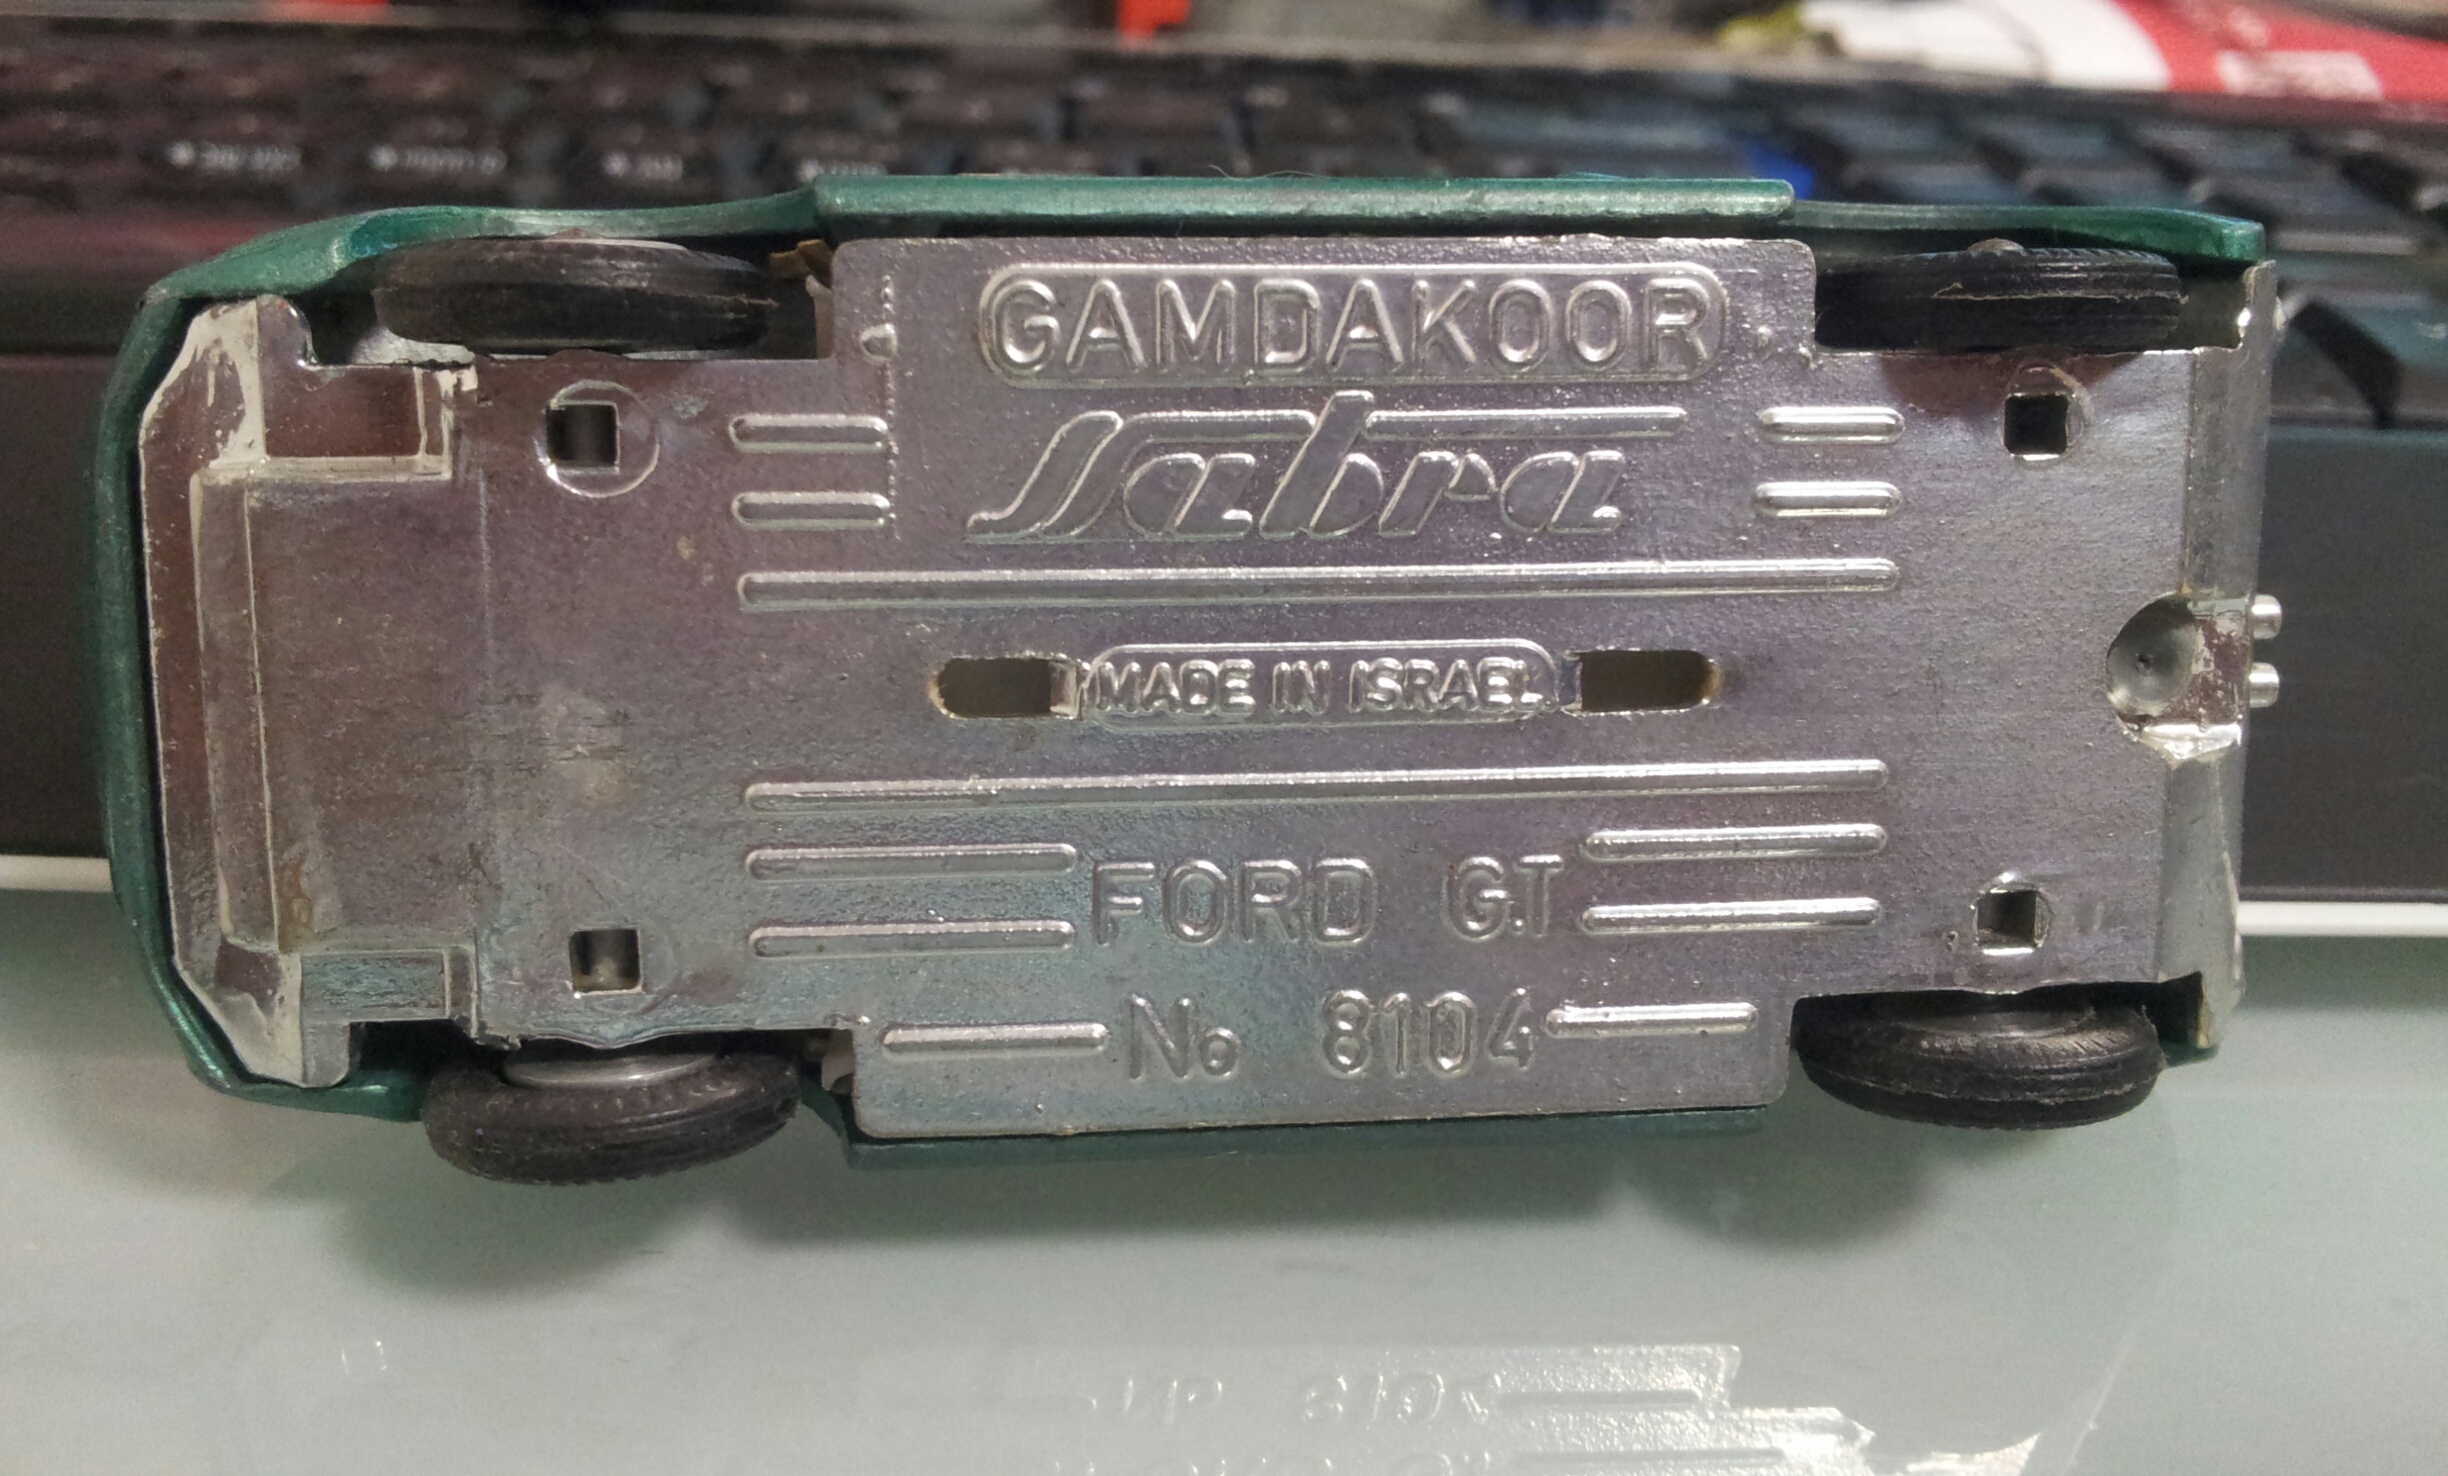 GAMDAKOOR
Sabra
MADE IN ISRAEL
FORD G.T
No 8104